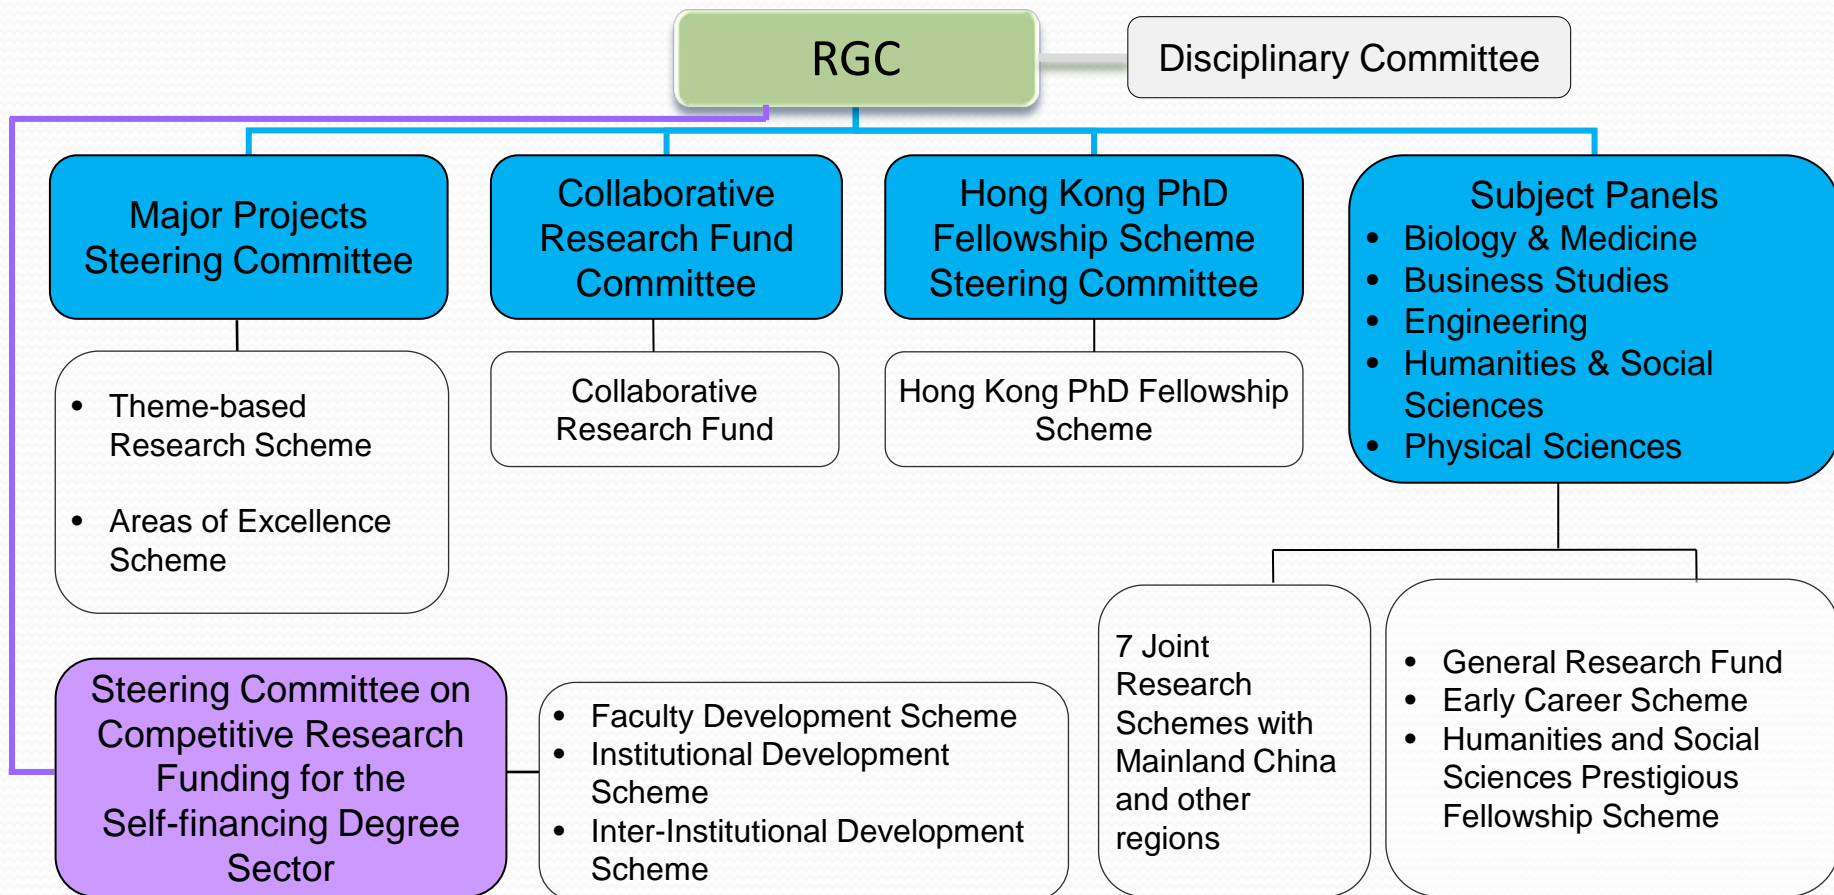 RGC
Disciplinary Committee
Major Projects
Steering Committee
Collaborative
Research Fund
Committee
Hong Kong PhD
Fellowship Scheme
Steering Committee
Subject Panels
• Biology & Medicine
• Business Studies
• Engineering
• Humanities & Social
Sciences
• Physical Sciences
• Theme-based
Research Scheme
• Areas of Excellence
Scheme
Collaborative
Research Fund
Hong Kong PhD Fellowship
Scheme
7 Joint
Research
Schemes with
Mainland China
and other
regions
• General Research Fund
• Early Career Scheme
• Humanities and Social
Sciences Prestigious
Fellowship Scheme
Steering Committee on
Competitive Research
Funding for the
Self-financing Degree
Sector
• Faculty Development Scheme
• Institutional Development
Scheme
• Inter-Institutional Development
Scheme